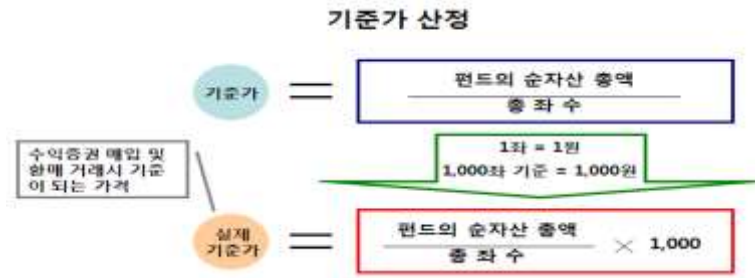 기준가 산정
기준가
펀드의 순자산 총액
총 좌 수
1좌 = 1원
1,000좌 기준 = 1,000원
수익증권 매입 및
환매 거래시 기준
이 되는 가격
실제
기준가
펀드의 순자산 총액
총 좌 수
× 1,000